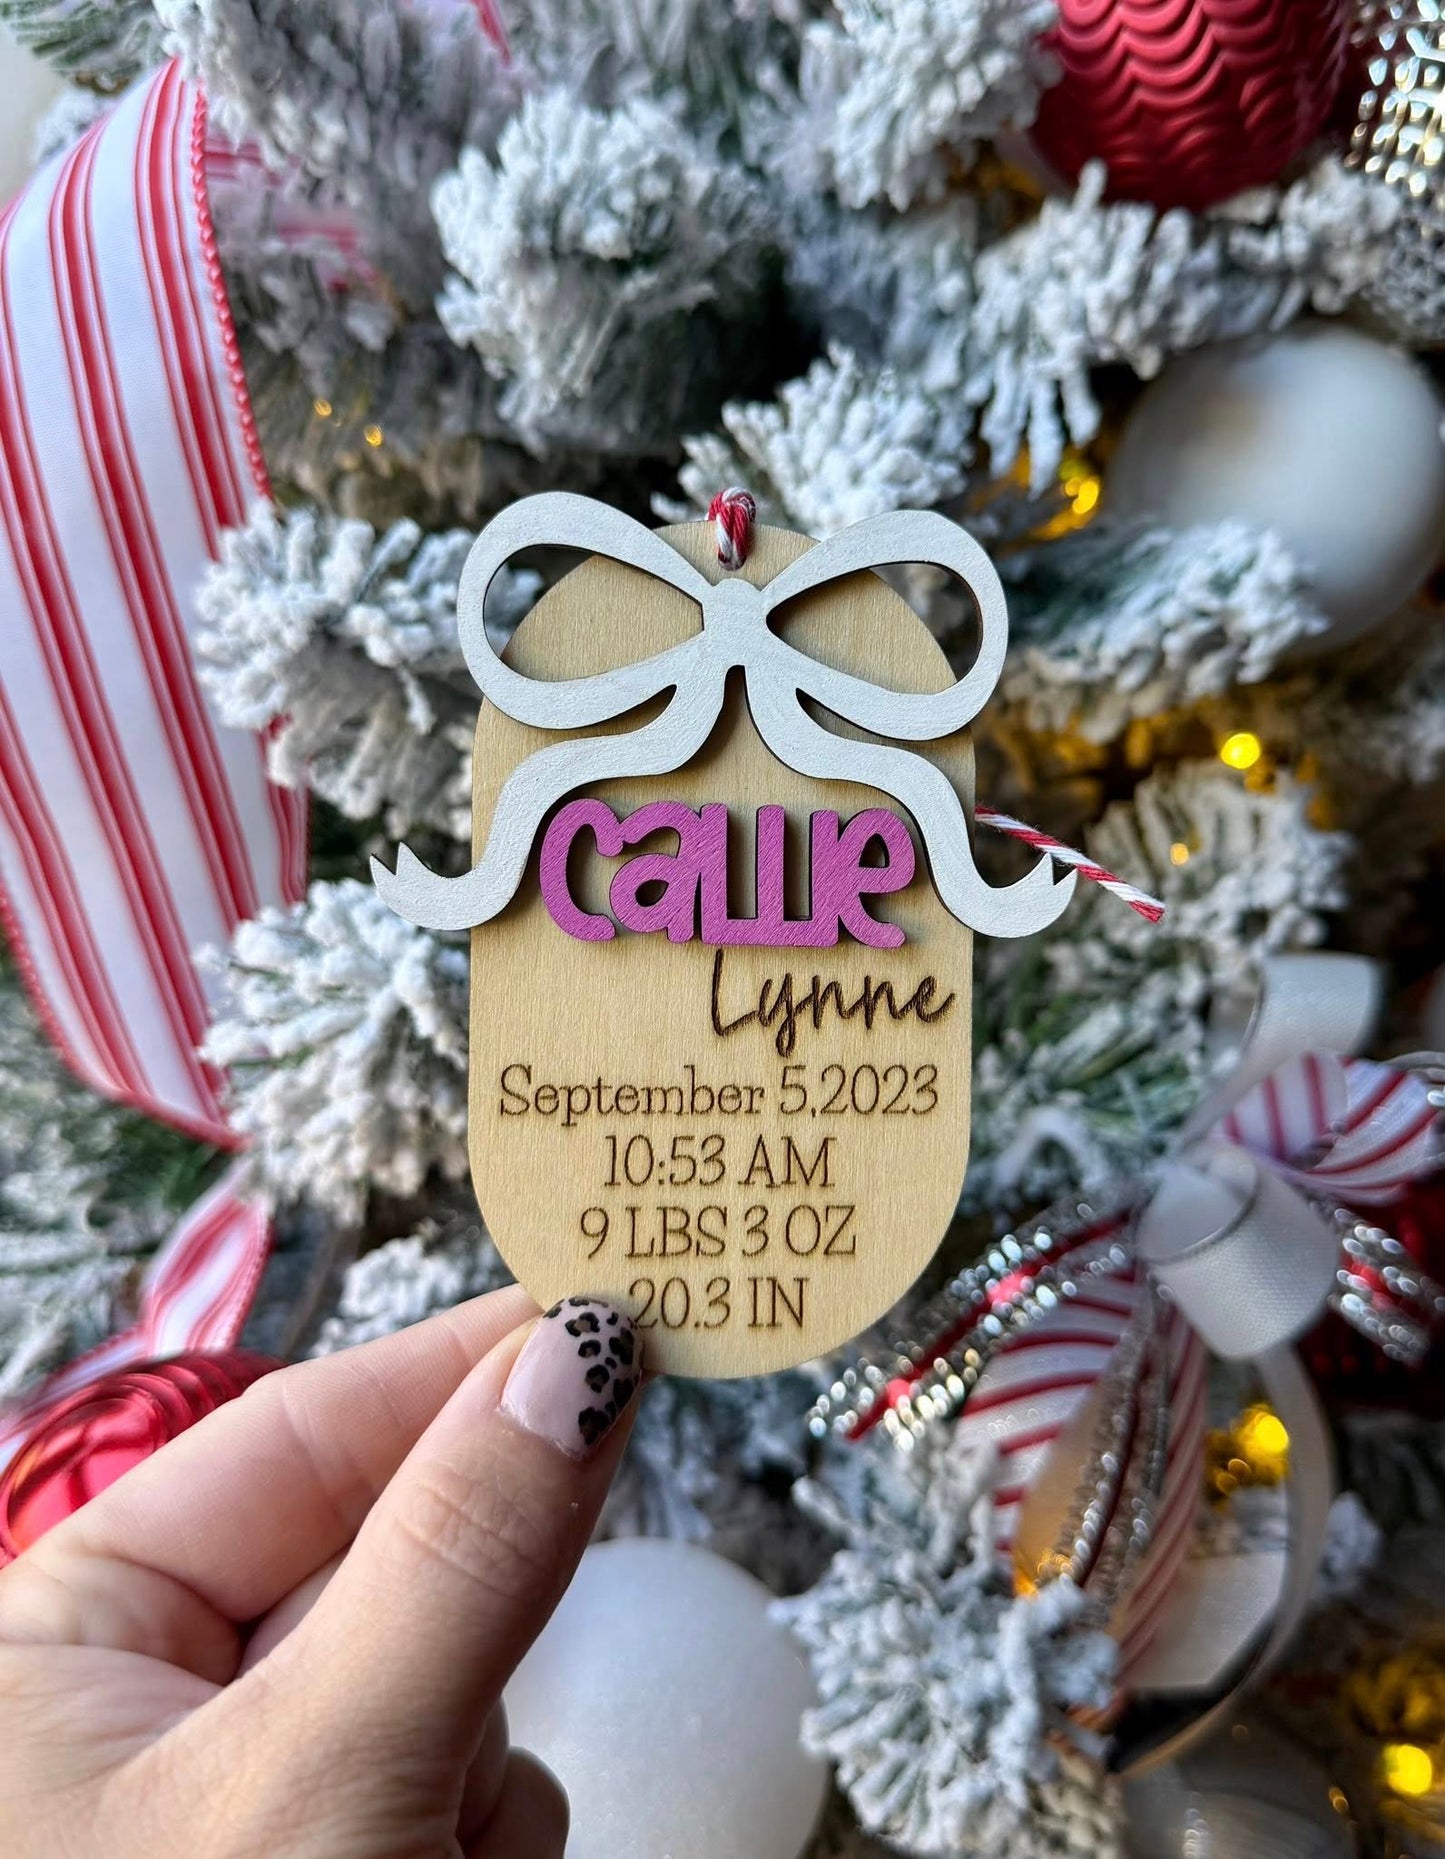 Callie
Lynne
September 5,2023
10:53 AM
9 LBS 3 OZ
20.3 IN